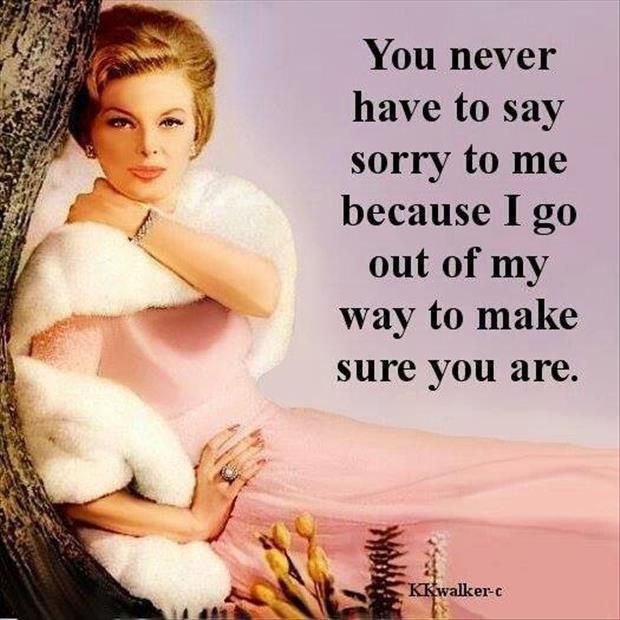 You never
have to say
sorry to me
because I go
out of my
way to make
sure you are.
KKwalker-c